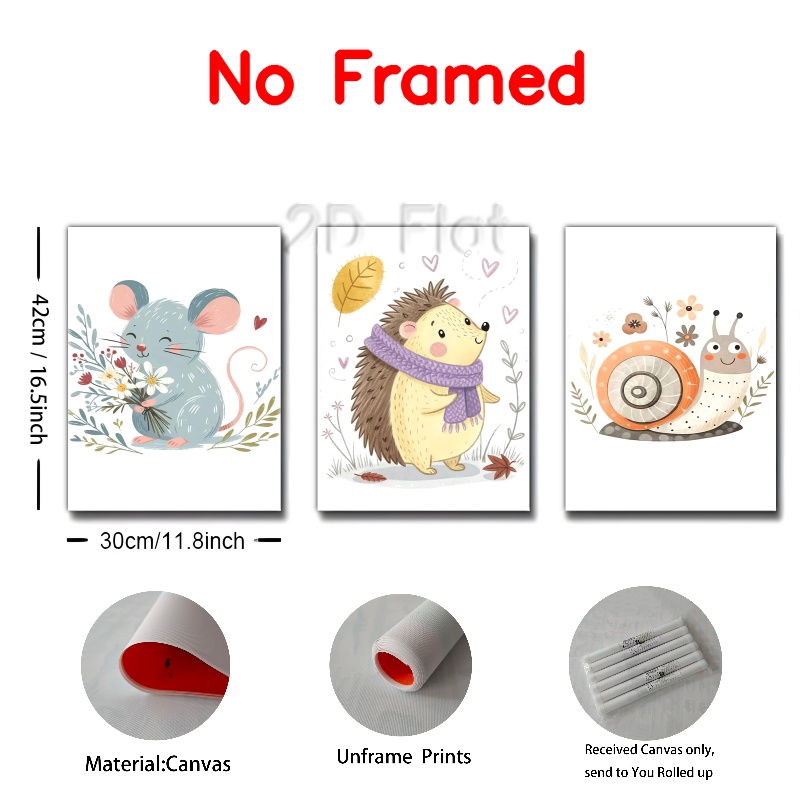 No Framed
2D Flat
42cm / 16.5inch
30cm/11.8inch
Material:Canvas
Unframe Prints
Received Canvas only,
send to You Rolled up